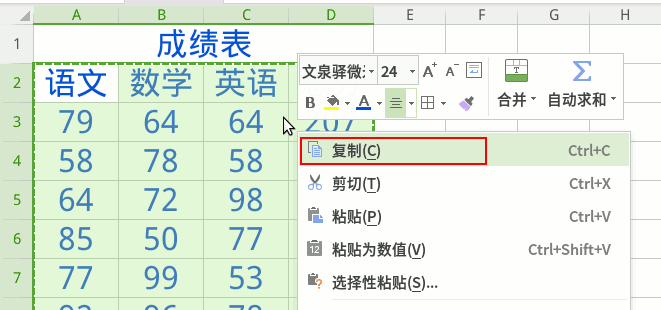 A B C D E F G H
1 成绩表
文泉驿微 24 A+ A-
B A 合并 自动求和
2 语文 数学 英语
3 79 64 64 207
复制(C) Ctrl+C
4 58 78 58
剪切(T) Ctrl+X
5 64 72 98
粘贴(P) Ctrl+V
6 85 50 77
粘贴为数值(V) Ctrl+Shift+V
7 77 99 53
选择性粘贴(S)...